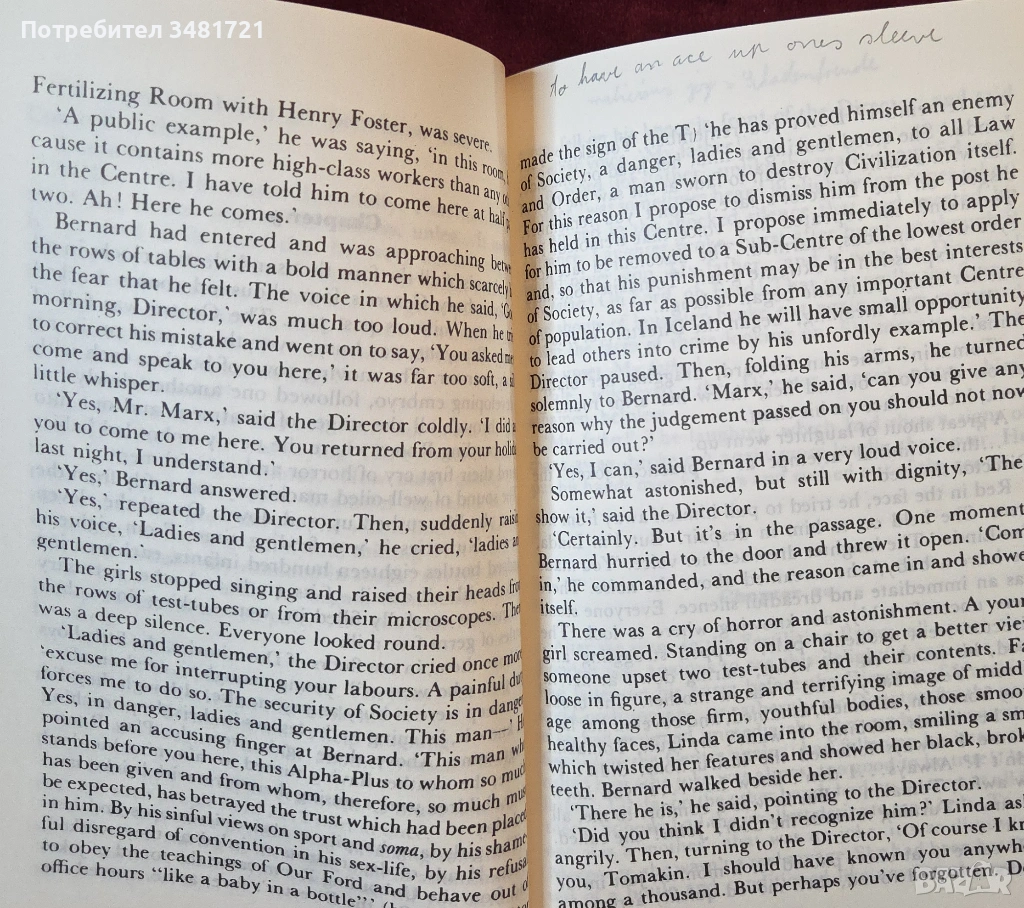 Потребител 3481721
Fertilizing Room with Henry Foster, was severe.
'A public example,' he was saying, 'in this room,
cause it contains more high-class workers than any
in the Centre. I have told him to come here at half
two. Ah! Here he comes.'
Bernard had entered and was approaching betwe
the rows of tables with a bold manner which scarcely
the fear that he felt. The voice in which he said, 'Go
morning, Director,' was much too loud. When he
to correct his mistake and went on to say, 'You asked me
come and speak to you here,' it was far too soft, a
little whisper.
'Yes, Mr. Marx,' said the Director coldly. 'I did a
you to come to me here. You returned from your holida
last night, I understand.'
'Yes,' Bernard answered.
'Yes,' repeated the Director. Then, suddenly raisin
his voice, 'Ladies and gentlemen,' he cried, 'ladies an
gentlemen.
The girls stopped singing and raised their heads from
the rows of test-tubes or from their microscopes. The
was a deep silence. Everyone looked round.
'Ladies and gentlemen,' the Director cried once more,
'excuse me for interrupting your labours. A painful dut
forces me to do so. The security of Society is in danger
Yes, in danger, ladies and gentlemen. This man—' H
pointed an accusing finger at Bernard. 'This man wh
stands before you here, this Alpha-Plus to whom so much
has been given and from whom, therefore, so much mus
be expected, has betrayed the trust which had been placed
in him. By his sinful views on sport and soma, by his shame
ful disregard of convention in his sex-life, by his refusa
to obey the teachings of Our Ford and behave out o
office hours "like a baby in a bottle"'
to have an ace up ones sleeve
made the sign of the T) 'he has proved himself an enemy
of Society, a danger, ladies and gentlemen, to all Law
and Order, a man sworn to destroy Civilization itself.
For this reason I propose to dismiss him from the post he
has held in this Centre. I propose immediately to apply
for him to be removed to a Sub-Centre of the lowest order
and, so that his punishment may be in the best interests
of Society, as far as possible from any important Centre
of population. In Iceland he will have small opportunity
to lead others into crime by his unfordly example.' The
Director paused. Then, folding his arms, he turned
solemnly to Bernard. 'Marx,' he said, 'can you give any
reason why the judgement passed on you should not now
be carried out?'
'Yes, I can,' said Bernard in a very loud voice.
Somewhat astonished, but still with dignity, 'The
show it,' said the Director.
'Certainly. But it's in the passage. One moment
Bernard hurried to the door and threw it open. 'Com
in,' he commanded, and the reason came in and showe
itself.
There was a cry of horror and astonishment. A youn
girl screamed. Standing on a chair to get a better vie
someone upset two test-tubes and their contents. Fa
loose in figure, a strange and terrifying image of midd
age among those firm, youthful bodies, those smoo
healthy faces, Linda came into the room, smiling a sm
which twisted her features and showed her black, brok
teeth. Bernard walked beside her.
'There he is,' he said, pointing to the Director.
'Did you think I didn't recognize him?' Linda ask
angrily. Then, turning to the Director, 'Of course I kn
you, Tomakin. I should have known you anywhe
among a thousand. But perhaps you've forgotten. Do
BAZAR